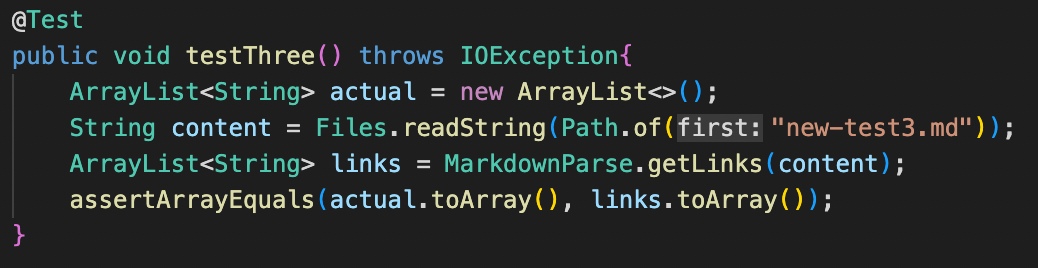 @Test
public void testThree() throws IOException{
    ArrayList<String> actual = new ArrayList<>();
    String content = Files.readString(Path.of(first:"new-test3.md"));
    ArrayList<String> links = MarkdownParse.getLinks(content);
    assertArrayEquals(actual.toArray(), links.toArray());
}